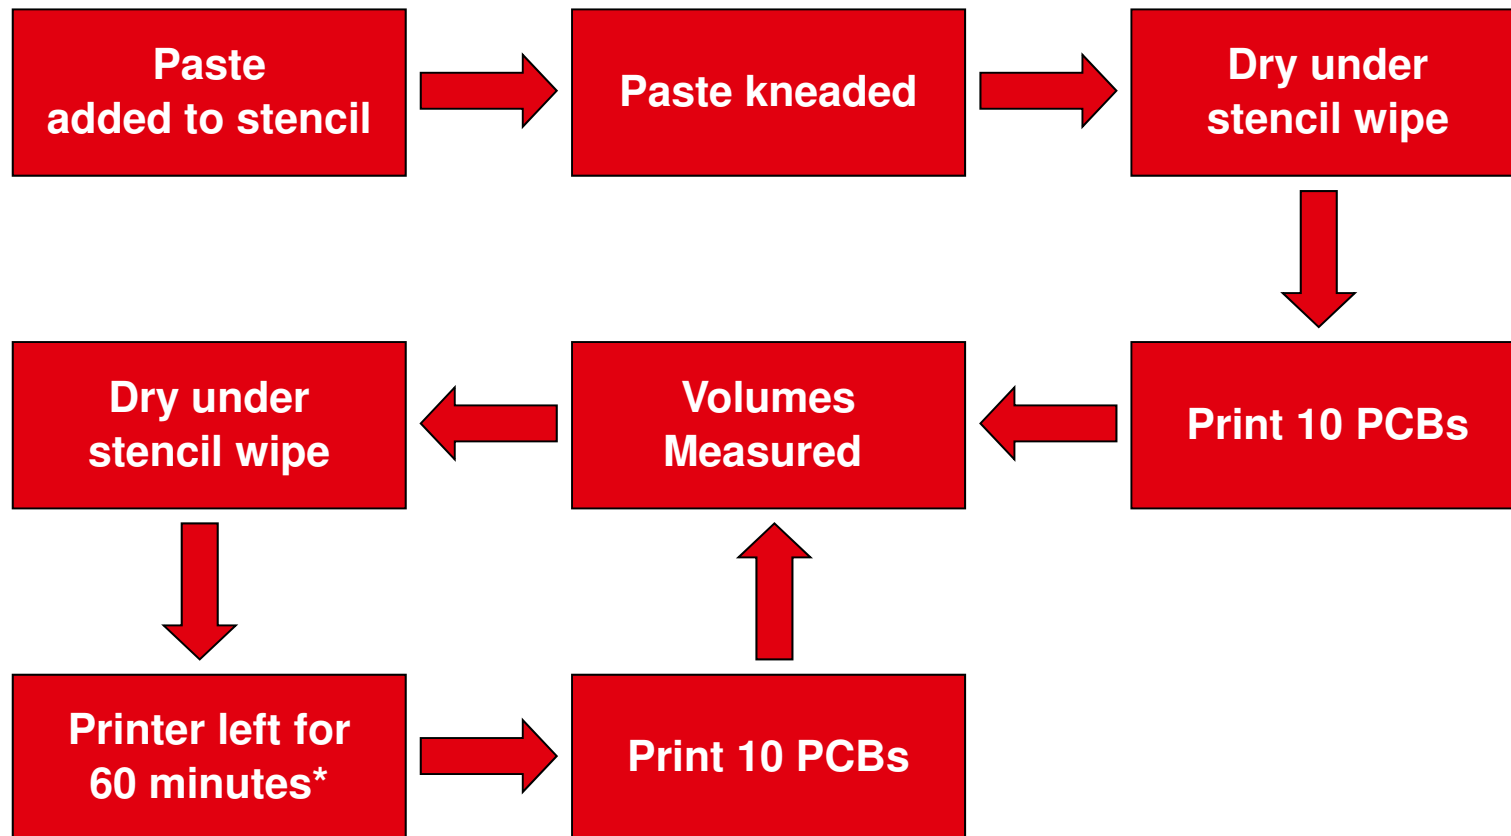 Paste
added to stencil
Paste kneaded
Dry under
stencil wipe
Dry under
stencil wipe
Volumes
Measured
Print 10 PCBs
Printer left for
60 minutes*
Print 10 PCBs